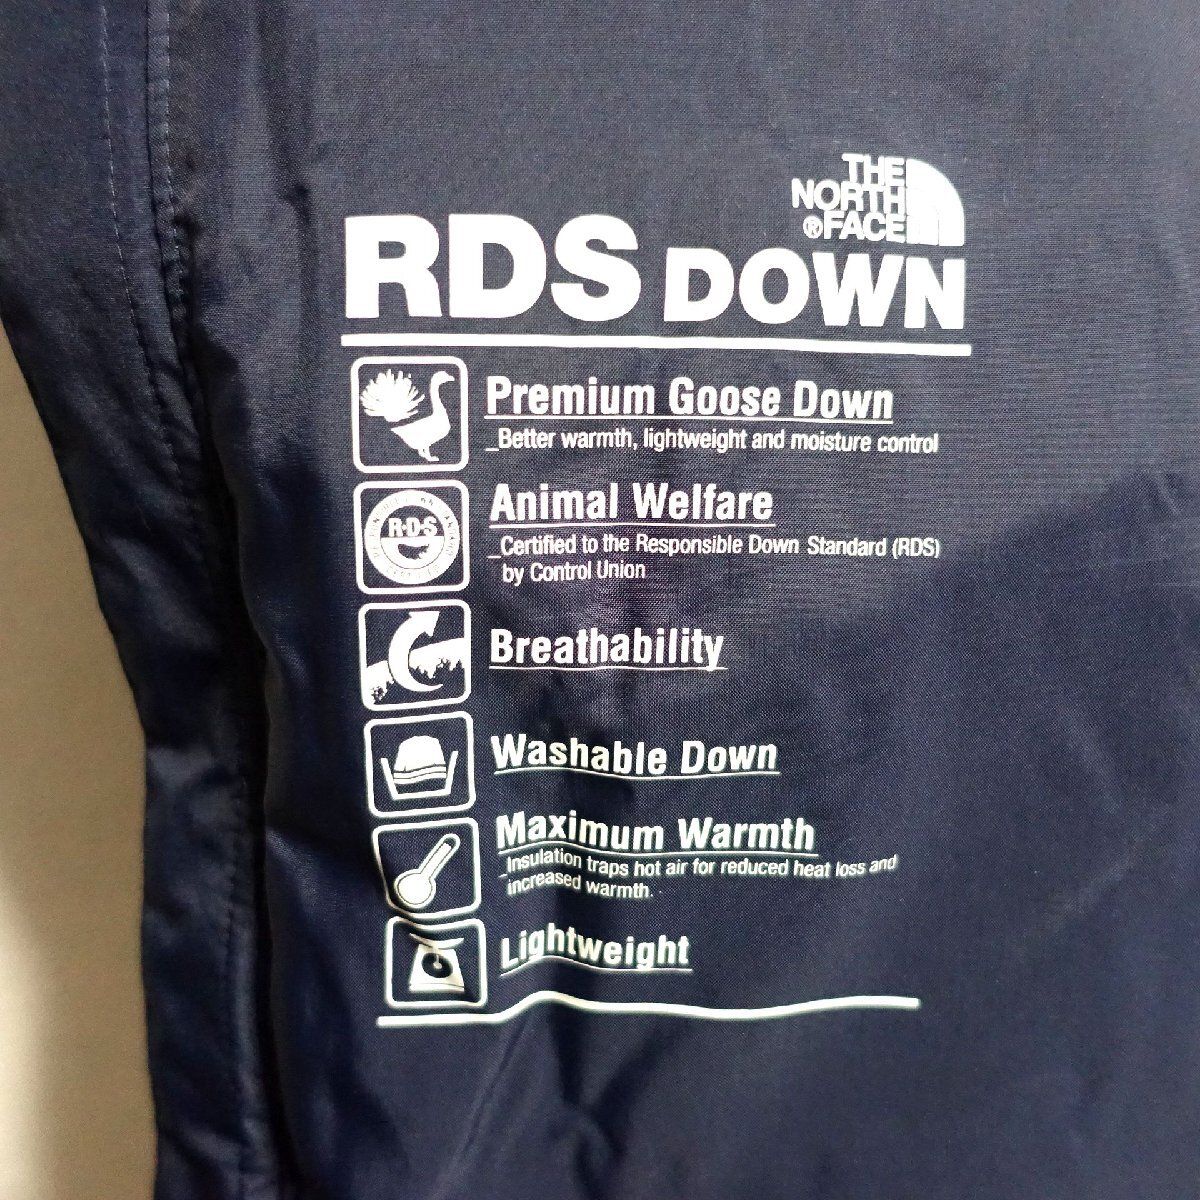 THE
NORTH
®FACE
RDS DOWN
Premium Goose Down
_Better warmth, lightweight and moisture control
R·D·S
Animal Welfare
_Certified to the Responsible Down Standard (RDS)
by Control Union
Breathability
Washable Down
Maximum Warmth
_Insulation traps hot air for reduced heat loss and
increased warmth.
Lightweight